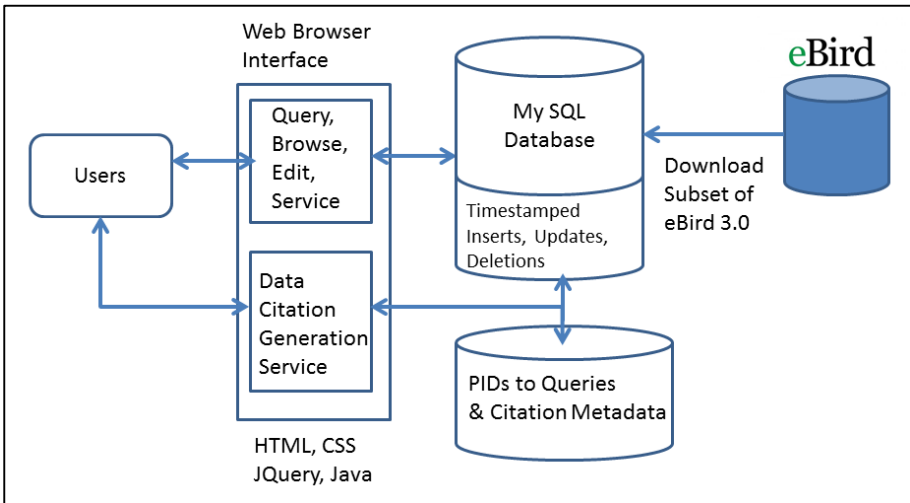 Web Browser
Interface
Query,
Browse,
Edit,
Service
Users
Data
Citation
Generation
Service
HTML, CSS
JQuery, Java
My SQL
Database
Timestamped
Inserts, Updates,
Deletions
PIDs to Queries
& Citation Metadata
eBird
Download
Subset of
eBird 3.0